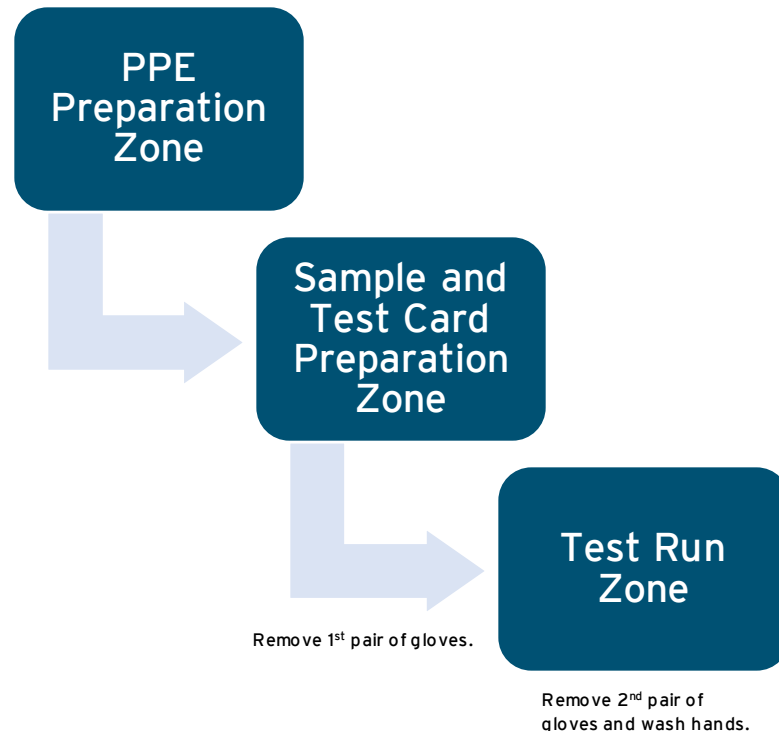 PPE
Preparation
Zone
Sample and
Test Card
Preparation
Zone
Test Run
Zone
Remove 1st pair of gloves.
Remove 2nd pair of
gloves and wash hands.